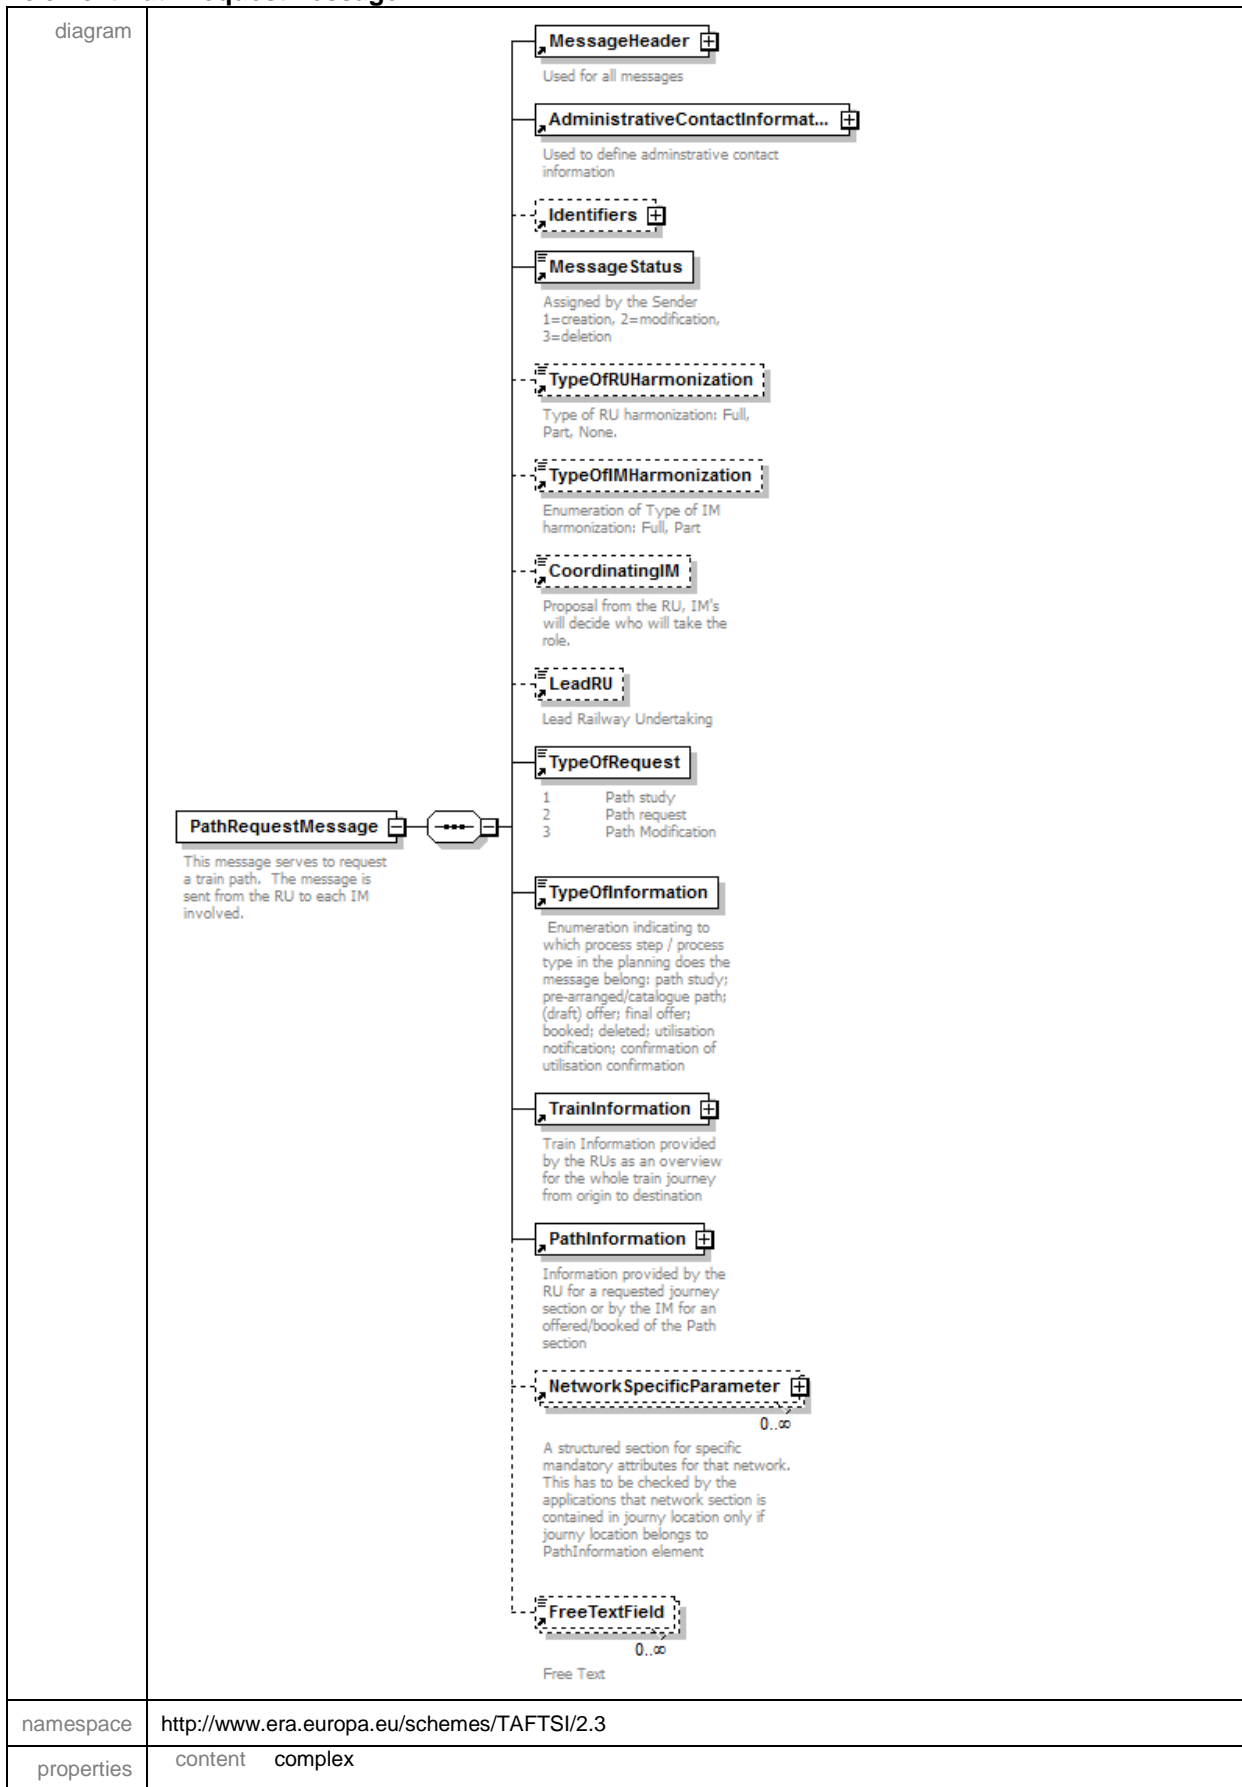 diagram
MessageHeader
Used for all messages
AdministrativeContactInformat...
Used to define adminstrative contact
information
Identifiers
MessageStatus
Assigned by the Sender
1=creation, 2=modification,
3=deletion
TypeOfRUHarmonization
Type of RU harmonization: Full,
Part, None.
TypeOfIMHarmonization
Enumeration of Type of IM
harmonization: Full, Part
CoordinatingIM
Proposal from the RU, IM's
will decide who will take the
role.
LeadRU
Lead Railway Undertaking
TypeOfRequest
1 Path study
2 Path request
3 Path Modification
PathRequestMessage
This message serves to request
a train path. The message is
sent from the RU to each IM
involved.
TypeOfInformation
Enumeration indicating to
which process step / process
type in the planning does the
message belong: path study;
pre-arranged/catalogue path;
(draft) offer; final offer;
booked; deleted; utilisation
notification; confirmation of
utilisation confirmation
TrainInformation
Train Information provided
by the RUs as an overview
for the whole train journey
from origin to destination
PathInformation
Information provided by the
RU for a requested journey
section or by the IM for an
offered/booked of the Path
section
NetworkSpecificParameter
0..∞
A structured section for specific
mandatory attributes for that network.
This has to be checked by the
applications that network section is
contained in journy location only if
journy location belongs to
PathInformation element
FreeTextField
0..∞
Free Text
namespace http://www.era.europa.eu/schemes/TAFTSI/2.3
properties content complex